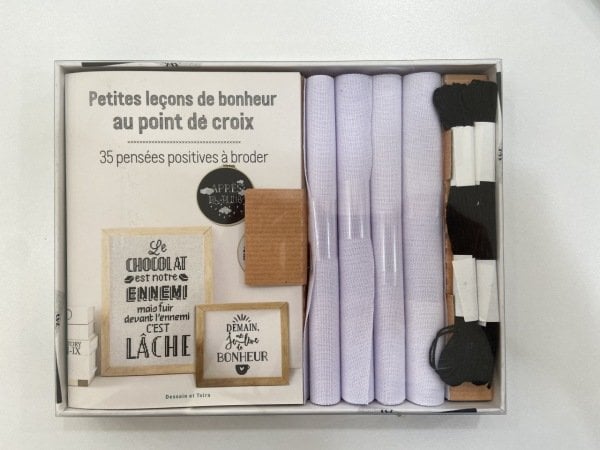 Petites leçons de bonheur
au point de croix
35 pensées positives à broder
APRÈS
Le
CHOCOLAT
est notre
ENNEMI
mais fuir
devant l'ennemi
C'EST
LÂCHE
DEMAIN,
BONHEUR
Dessain et Tolra